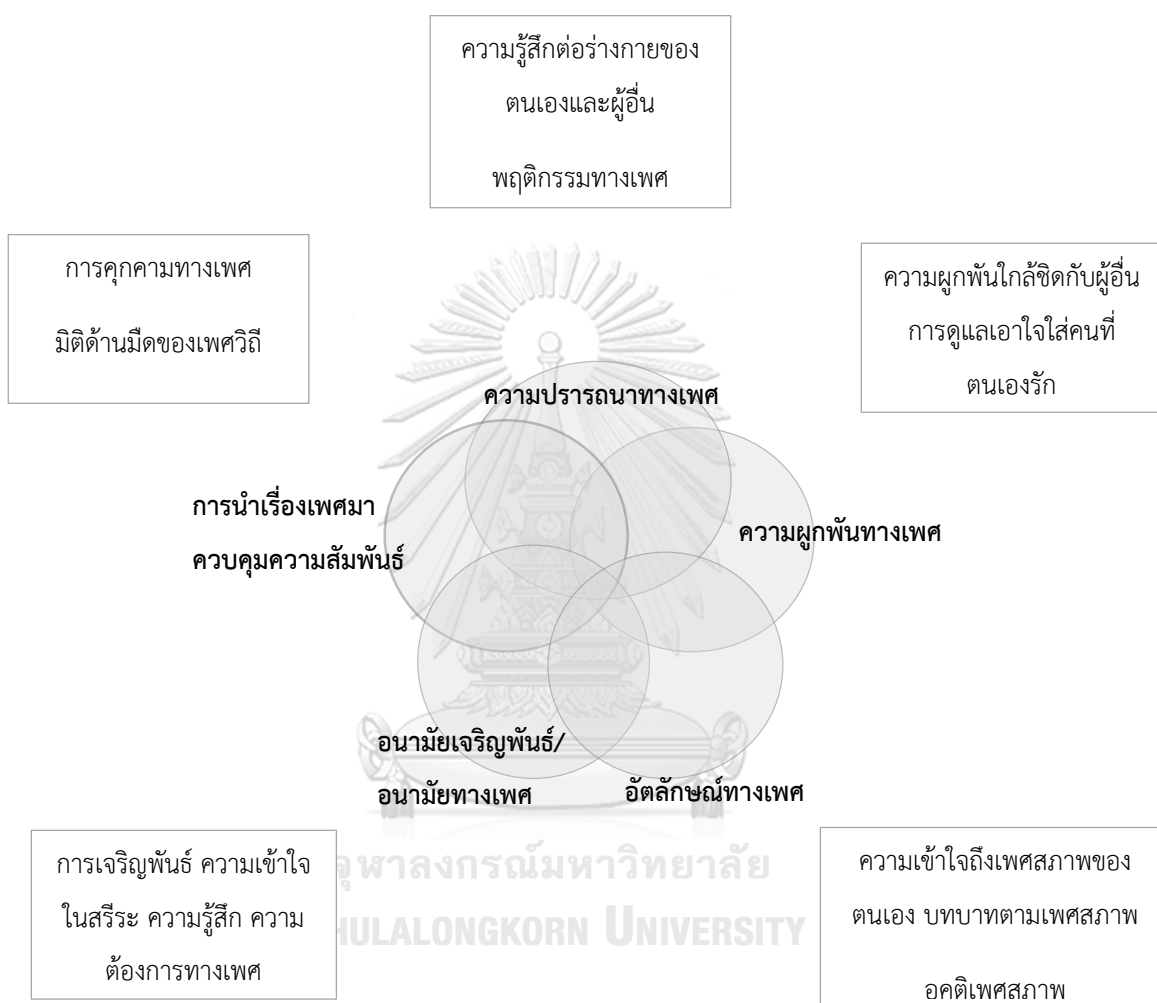 ความรู้สึกต่อร่างกายของ
ตนเองและผู้อื่น
พฤติกรรมทางเพศ
การคุกคามทางเพศ
มิติด้านมืดของเพศวิถี
ความผูกพันใกล้ชิดกับผู้อื่น
การดูแลเอาใจใส่คนที่
ตนเองรัก
ความปรารถนาทางเพศ
การนำเรื่องเพศมา
ควบคุมความสัมพันธ์
ความผูกพันทางเพศ
อนามัยเจริญพันธ์/
อนามัยทางเพศ
อัตลักษณ์ทางเพศ
การเจริญพันธ์ ความเข้าใจ
ในสรีระ ความรู้สึก ความ
ต้องการทางเพศ
จุฬาลงกรณ์มหาวิทยาลัย
HULALONGKORN UNIVERSITY
ความเข้าใจถึงเพศสภาพของ
ตนเอง บทบาทตามเพศสภาพ
อคติเพศสภาพ